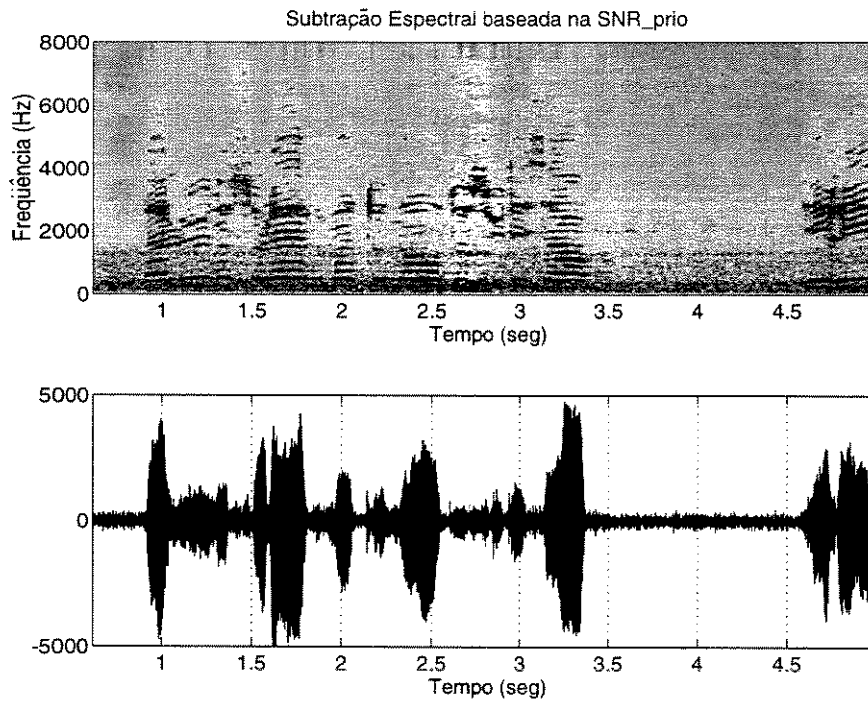 Subtração Espectral baseada na SNR_prio
8000
6000
4000
2000
0
Freqüência (Hz)
1 1.5 2 2.5 3 3.5 4 4.5
Tempo (seg)
5000
0
-5000
1 1.5 2 2.5 3 3.5 4 4.5
Tempo (seg)